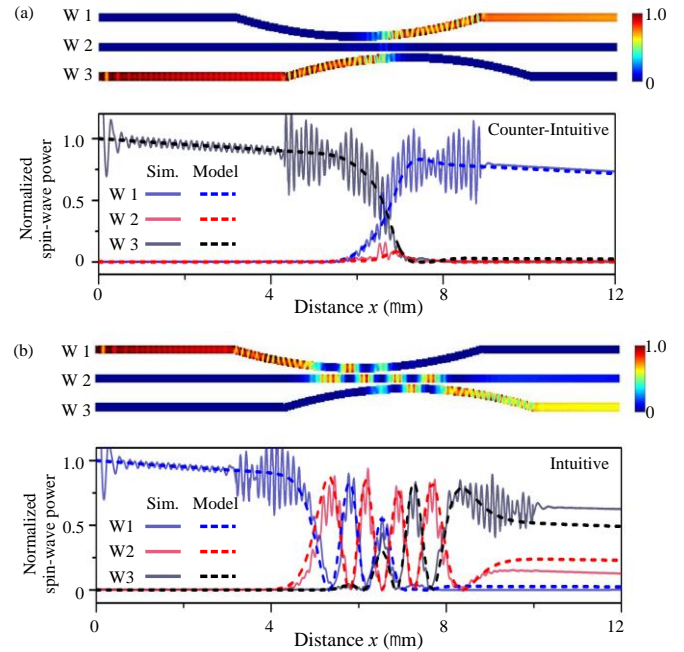 (a)
W 1
W 2
W 3
1.0
0
Normalized
spin-wave power
1.0
0.5
0
Counter-Intuitive
Sim. Model
W 1
W 2
W 3
0 4 8 12
Distance x (mm)
(b)
W 1
W 2
W 3
1.0
0
Normalized
spin-wave power
1.0
0.5
0
Intuitive
Sim. Model
W1
W2
W3
0 4 6 8 10 12
Distance x (mm)